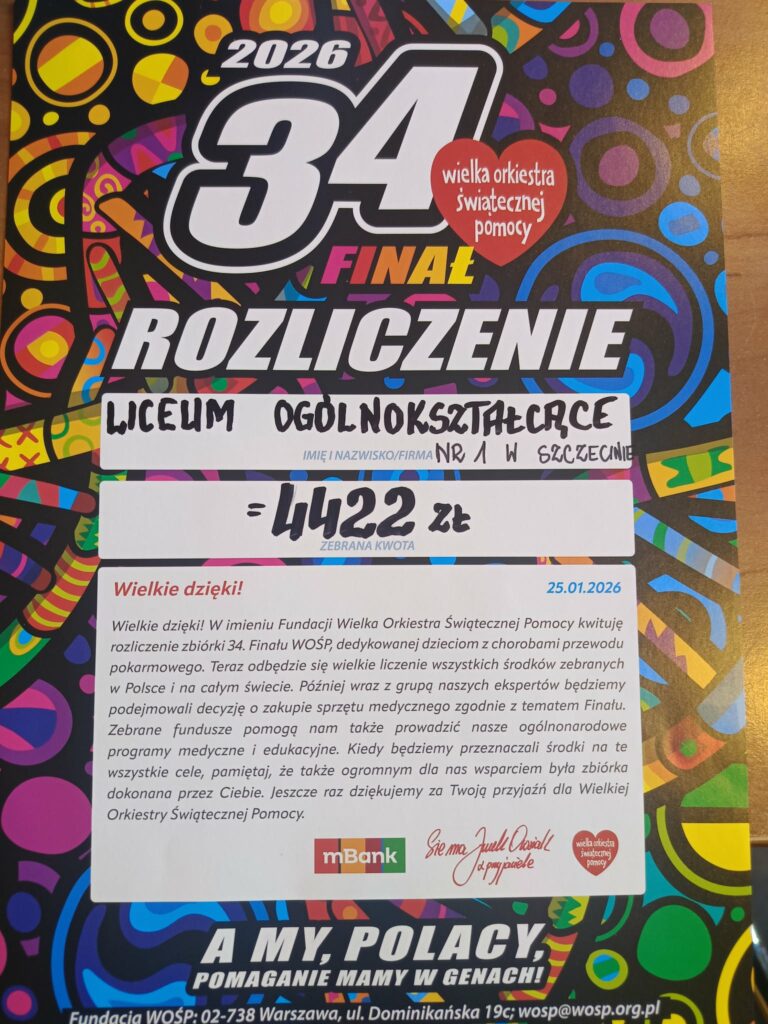 2026
34
wielka orkiestra
świątecznej
pomocy
FINAŁ
ROZLICZENIE
LICEUM OGÓLNOKSZTAŁCĄCE
IMIĘ I NAZWISKO/FIRMA NR 1 W SZCZECINIE
= 4422 ZŁ
ZEBRANA KWOTA
Wielkie dzięki! 25.01.2026
Wielkie dzięki! W imieniu Fundacji Wielka Orkiestra Świątecznej Pomocy kwituję
rozliczenie zbiórki 34. Finału WOŚP, dedykowanej dzieciom z chorobami przewodu
pokarmowego. Teraz odbędzie się wielkie liczenie wszystkich środków zebranych
w Polsce i na całym świecie. Później wraz z grupą naszych ekspertów będziemy
podejmowali decyzję o zakupie sprzętu medycznego zgodnie z tematem Finału.
Zebrane fundusze pomogą nam także prowadzić nasze ogólnonarodowe
programy medyczne i edukacyjne. Kiedy będziemy przeznaczali środki na te
wszystkie cele, pamiętaj, że także ogromnym dla nas wsparciem była zbiórka
dokonana przez Ciebie. Jeszcze raz dziękujemy za Twoją przyjaźń dla Wielkiej
Orkiestry Świątecznej Pomocy.
mBank
Sie ma Jurek Owsiak
z przyjaciele
wielka orkiestra
świątecznej
pomocy
A MY, POLACY,
POMAGANIE MAMY W GENACH!
Fundacja WOŚP: 02-738 Warszawa, ul. Dominikańska 19c; wosp@wosp.org.pl